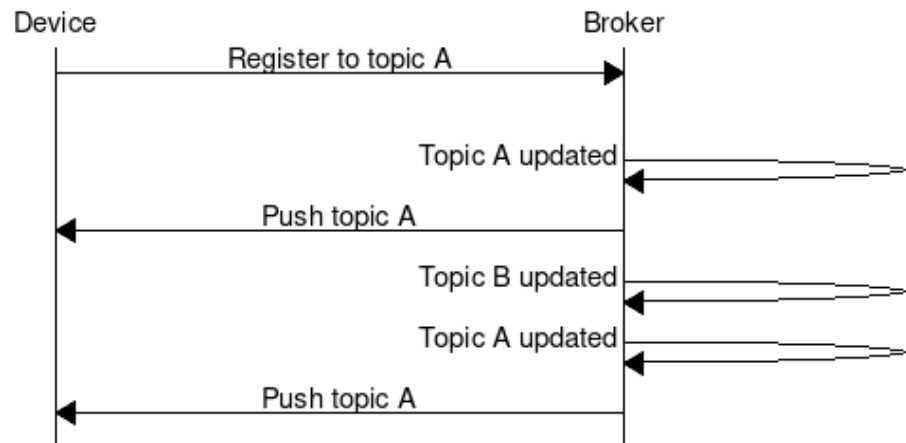 Device
Broker
Register to topic A
Topic A updated
Push topic A
Topic B updated
Topic A updated
Push topic A